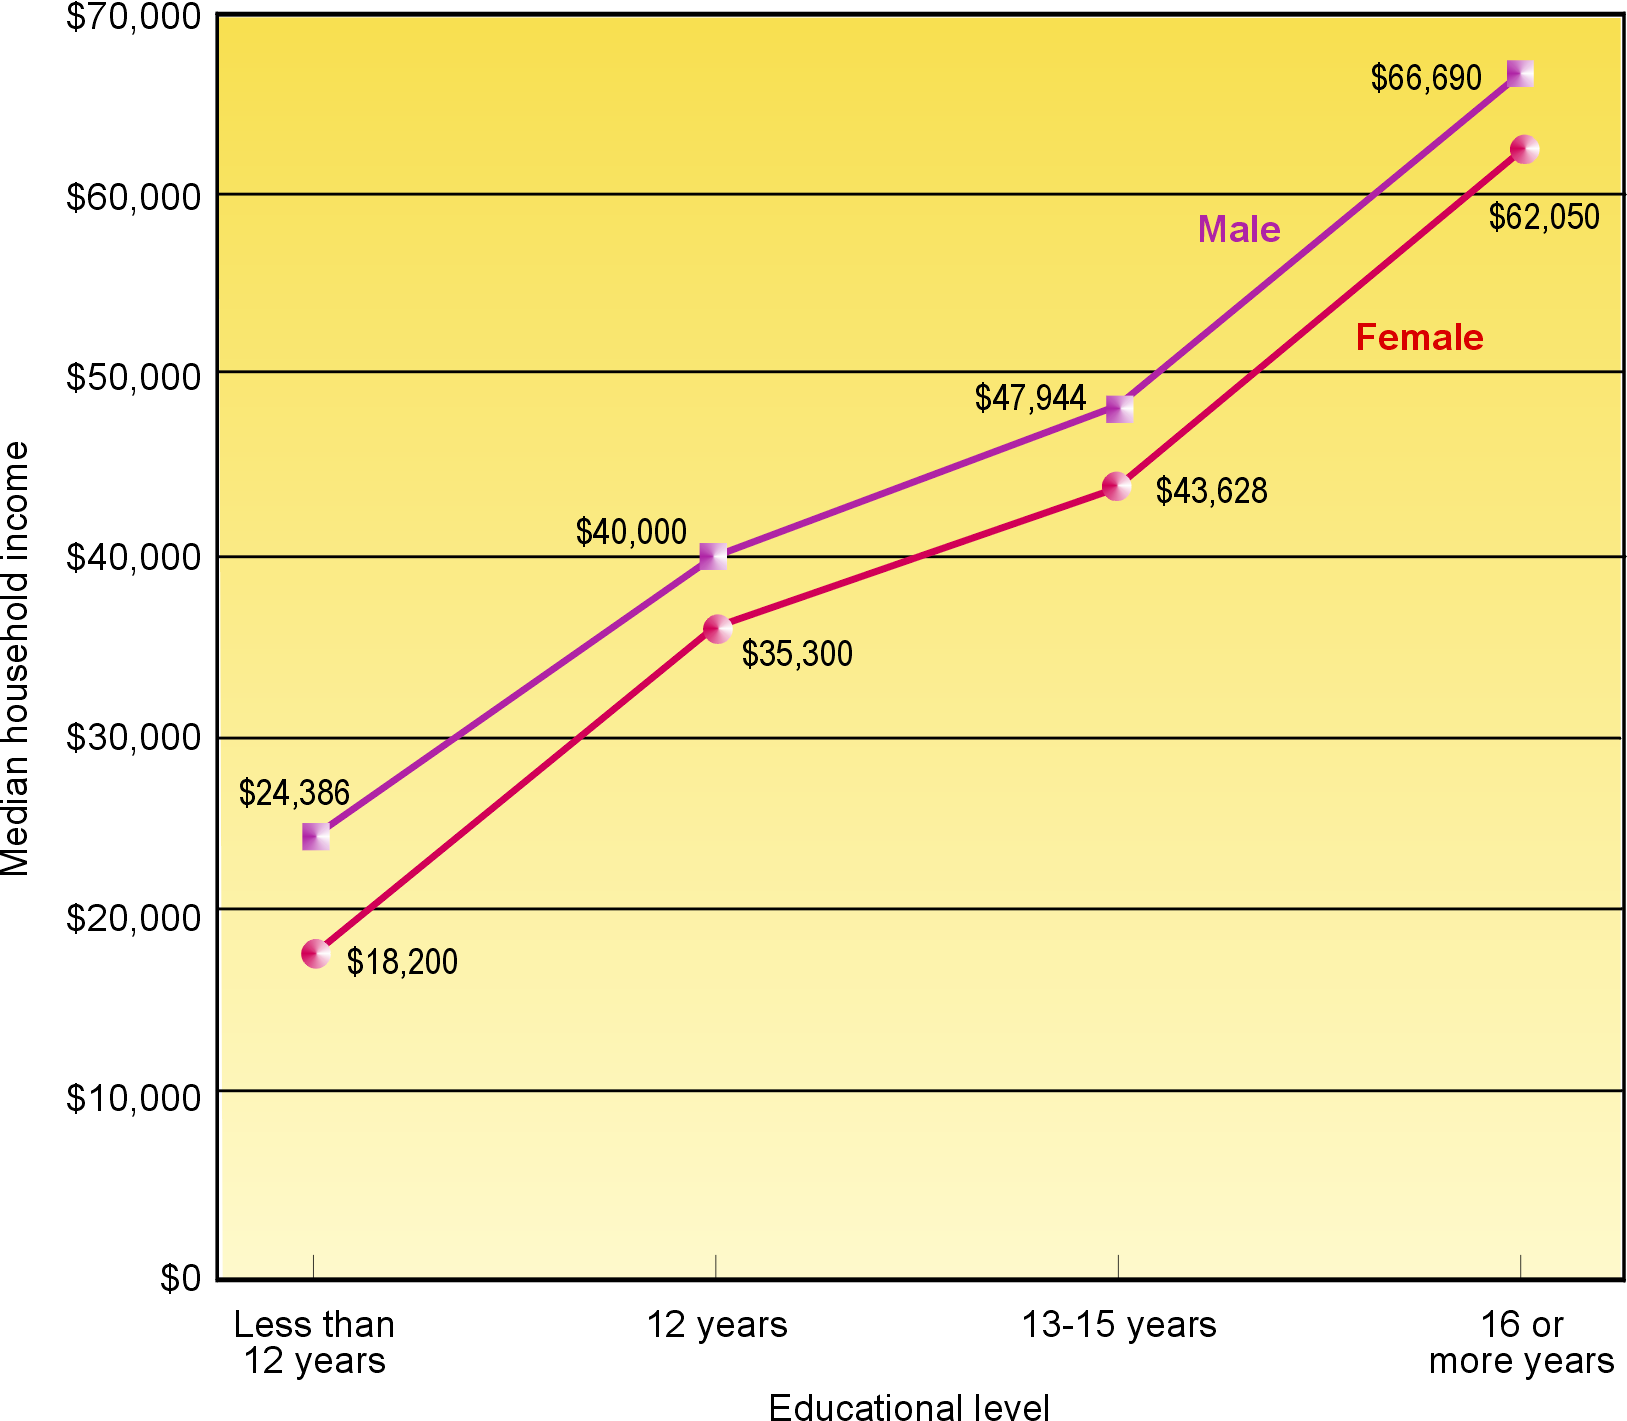 $70,000
$66,690
$60,000
Male
$62,050
Female
$50,000
$47,944
$43,628
Median household income
$40,000
$40,000
$35,300
$30,000
$24,386
$20,000
$18,200
$10,000
$0
Less than
12 years
12 years
13-15 years
16 or
more years
Educational level